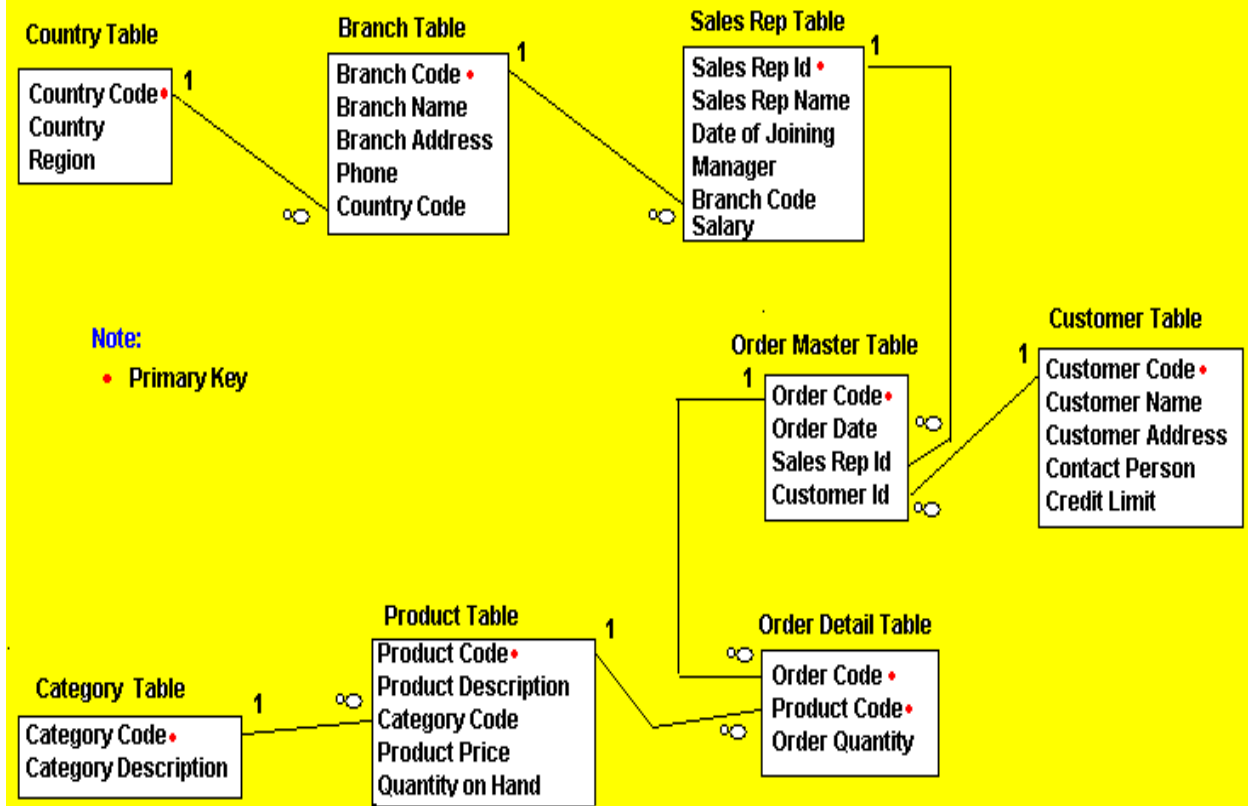 Country Table
Country Code
Country
Region
1
Branch Table
Branch Code
Branch Name
Branch Address
Phone
Country Code
1
Sales Rep Table
Sales Rep Id
Sales Rep Name
Date of Joining
Manager
Branch Code
Salary
1
Note:
Primary Key
Order Master Table
1
Order Code
Order Date
Sales Rep Id
Customer Id
Customer Table
1
Customer Code
Customer Name
Customer Address
Contact Person
Credit Limit
Category Table
Category Code
Category Description
1
Product Table
Product Code
Product Description
Category Code
Product Price
Quantity on Hand
1
Order Detail Table
Order Code
Product Code
Order Quantity